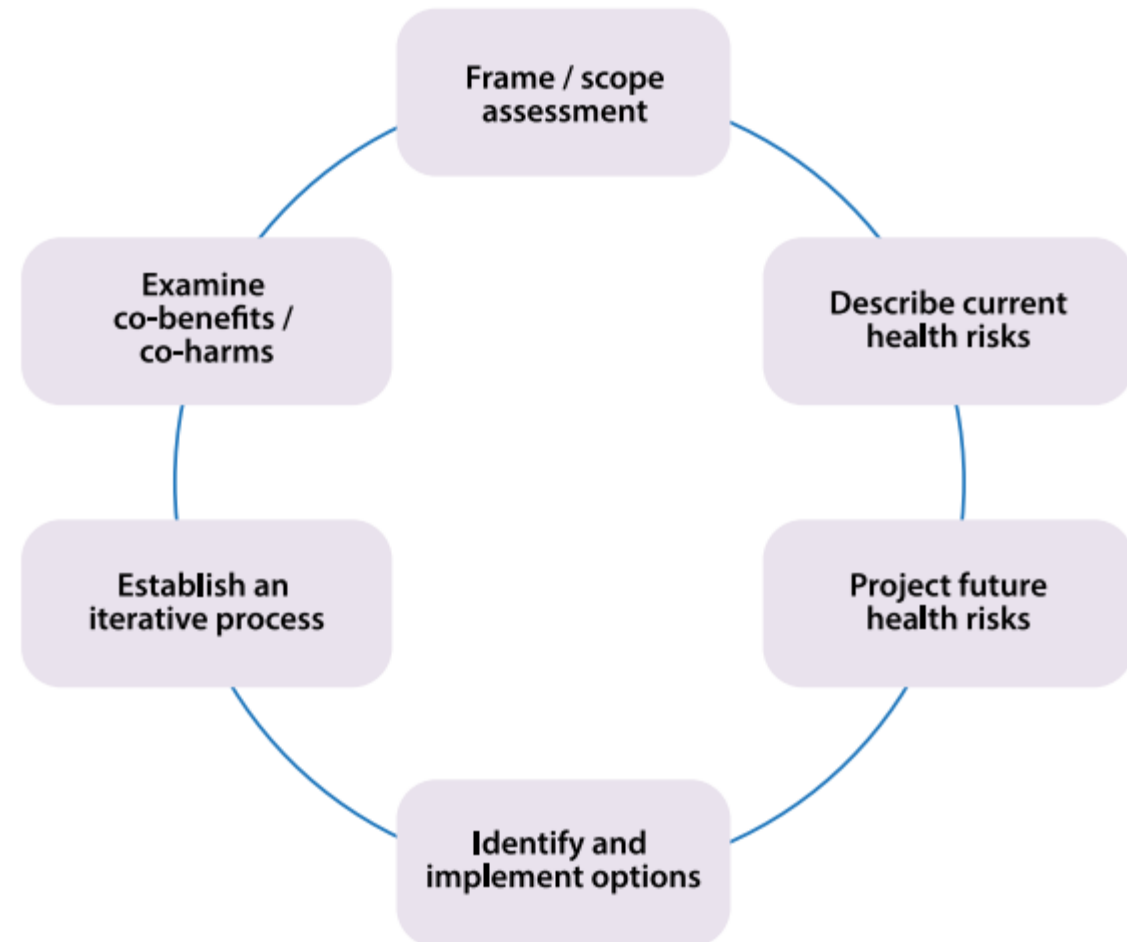 Frame / scope
assessment
Describe current
health risks
Project future
health risks
Identify and
implement options
Establish an
iterative process
Examine
co-benefits /
co-harms